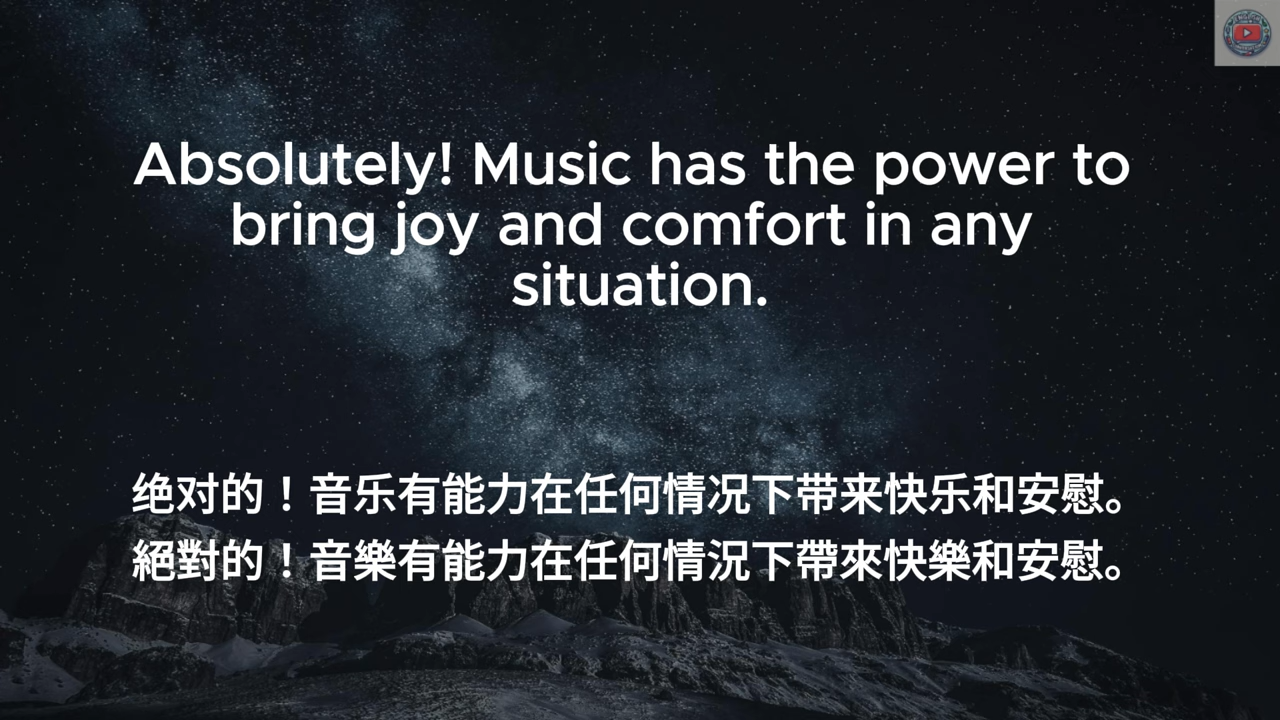 Absolutely! Music has the power to
bring joy and comfort in any
situation.
绝对的！音乐有能力在任何情况下带来快乐和安慰。
絕對的！音樂有能力在任何情況下帶來快樂和安慰。